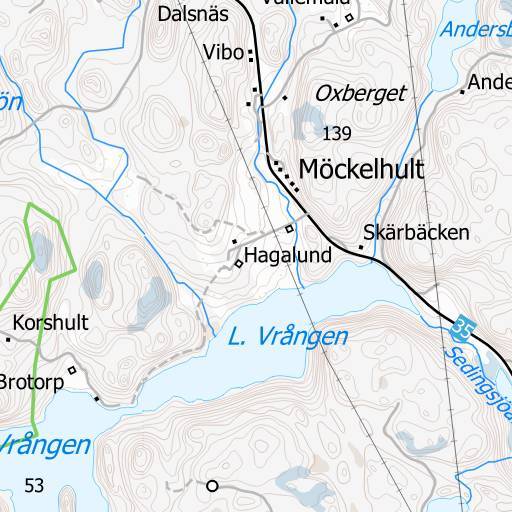 Dalsnäs
Vibo
Oxberget
139
Möckelhult
Skärbäcken
Hagalund
L. Vrången
35
Korshult
Brotorp
Vrången
53